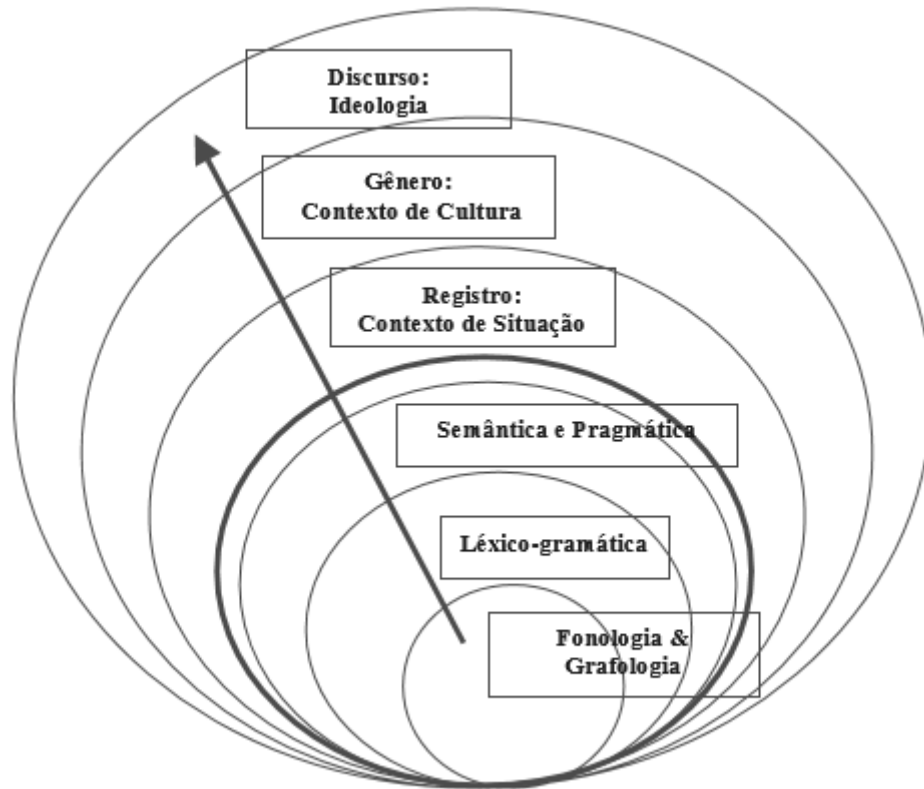 Discurso:
Ideologia
Gênero:
Contexto de Cultura
Registro:
Contexto de Situação
Semântica e Pragmática
Léxico-gramática
Fonologia &
Grafologia